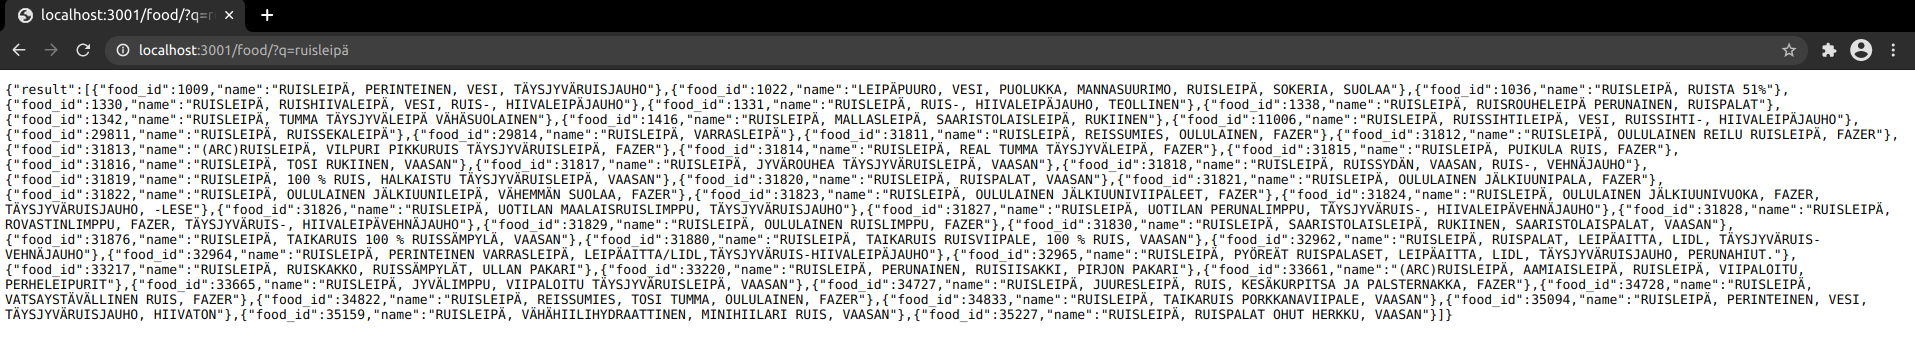 localhost:3001/food/?q=r
localhost:3001/food/?q=ruisleipä
{"result":[{"food_id":1009,"name":"RUISLEIPÄ, PERINTEINEN, VESI, TÄYSJYVÄRUISJAUHO"},{"food_id":1022,"name":"LEIPÄPUURO, VESI, PUOLUKKA, MANNASUURIMO, RUISLEIPÄ, SOKERIA, SUOLAA"},{"food_id":1036,"name":"RUISLEIPÄ, RUISTA 51%"},
{"food_id":1330,"name":"RUISLEIPÄ, RUISHIIVALEIPÄ, VESI, RUIS-, HIIVALEIPÄJAUHO"},{"food_id":1331,"name":"RUISLEIPÄ, RUIS-, HIIVALEIPÄJAUHO, TEOLLINEN"},{"food_id":1338,"name":"RUISLEIPÄ, RUISROUHELEIPÄ PERUNAINEN, RUISPALAT"},
{"food_id":1342,"name":"RUISLEIPÄ, TUMMA TÄYSJYVÄLEIPÄ VÄHÄSUOLAINEN"},{"food_id":1416,"name":"RUISLEIPÄ, MALLASLEIPÄ, SAARISTOLAISLEIPÄ, RUKIINEN"},{"food_id":11006,"name":"RUISLEIPÄ, RUISSIHTILEIPÄ, VESI, RUISSIHTI-, HIIVALEIPÄJAUHO"},
{"food_id":29811,"name":"RUISLEIPÄ, RUISSEKALEIPÄ"},{"food_id":29814,"name":"RUISLEIPÄ, VARRASLEIPÄ"},{"food_id":31811,"name":"RUISLEIPÄ, REISSUMIES, OULULAINEN, FAZER"},{"food_id":31812,"name":"RUISLEIPÄ, OULULAINEN REILU RUISLEIPÄ, FAZER"},
{"food_id":31813,"name":"(ARC)RUISLEIPÄ, VILPURI PIKKURUIS TÄYSJYVÄRUISLEIPÄ, FAZER"},{"food_id":31814,"name":"RUISLEIPÄ, REAL TUMMA TÄYSJYVÄLEIPÄ, FAZER"},{"food_id":31815,"name":"RUISLEIPÄ, PUIKULA RUIS, FAZER"},
{"food_id":31816,"name":"RUISLEIPÄ, TOSI RUKIINEN, VAASAN"},{"food_id":31817,"name":"RUISLEIPÄ, JYVÄROUHEA TÄYSJYVÄRUISLEIPÄ, VAASAN"},{"food_id":31818,"name":"RUISLEIPÄ, RUISSYDÄN, VAASAN, RUIS-, VEHNÄJAUHO"},
{"food_id":31819,"name":"RUISLEIPÄ, 100 % RUIS, HALKAISTU TÄYSJYVÄRUISLEIPÄ, VAASAN"},{"food_id":31820,"name":"RUISLEIPÄ, RUISPALAT, VAASAN"},{"food_id":31821,"name":"RUISLEIPÄ, OULULAINEN JÄLKIUUNIPALA, FAZER"},
{"food_id":31822,"name":"RUISLEIPÄ, OULULAINEN JÄLKIUUNILEIPÄ, VÄHEMMÄN SUOLAA, FAZER"},{"food_id":31823,"name":"RUISLEIPÄ, OULULAINEN JÄLKIUUNIVIIPALEET, FAZER"},{"food_id":31824,"name":"RUISLEIPÄ, OULULAINEN JÄLKIUUNIVUOKA, FAZER,
TÄYSJYVÄRUISJAUHO, -LESE"},{"food_id":31826,"name":"RUISLEIPÄ, UOTILAN MAALAISRUISLIMPPU, TÄYSJYVÄRUISJAUHO"},{"food_id":31827,"name":"RUISLEIPÄ, UOTILAN PERUNALIMPPU, TÄYSJYVÄRUIS-, HIIVALEIPÄVEHNÄJAUHO"},{"food_id":31828,"name":"RUISLEIPÄ,
ROVASTINLIMPPU, FAZER, TÄYSJYVÄRUIS-, HIIVALEIPÄVEHNÄJAUHO"},{"food_id":31829,"name":"RUISLEIPÄ, OULULAINEN RUISLIMPPU, FAZER"},{"food_id":31830,"name":"RUISLEIPÄ, SAARISTOLAISLEIPÄ, RUKIINEN, SAARISTOLAISPALAT, VAASAN"},
{"food_id":31876,"name":"RUISLEIPÄ, TAIKARUIS 100 % RUISSÄMPYLÄ, VAASAN"},{"food_id":31880,"name":"RUISLEIPÄ, TAIKARUIS RUISVIIPALE, 100 % RUIS, VAASAN"},{"food_id":32962,"name":"RUISLEIPÄ, RUISPALAT, LEIPÄAITTA, LIDL, TÄYSJYVÄRUIS-
VEHNÄJAUHO"},{"food_id":32964,"name":"RUISLEIPÄ, PERINTEINEN VARRASLEIPÄ, LEIPÄAITTA/LIDL,TÄYSJYVÄRUIS-HIIVALEIPÄJAUHO"},{"food_id":32965,"name":"RUISLEIPÄ, PYÖREÄT RUISPALASET, LEIPÄAITTA, LIDL, TÄYSJYVÄRUISJAUHO, PERUNAHIUT."},
{"food_id":33217,"name":"RUISLEIPÄ, RUISKAKKO, RUISSÄMPYLÄT, ULLAN PAKARI"},{"food_id":33220,"name":"RUISLEIPÄ, PERUNAINEN, RUISIISAKKI, PIRJON PAKARI"},{"food_id":33661,"name":"(ARC)RUISLEIPÄ, AAMIAISLEIPÄ, RUISLEIPÄ, VIIPALOITU,
PERHELEIPURIT"},{"food_id":33665,"name":"RUISLEIPÄ, JYVÄLIMPPU, VIIPALOITU TÄYSJYVÄRUISLEIPÄ, VAASAN"},{"food_id":34727,"name":"RUISLEIPÄ, JUURESLEIPÄ, RUIS, KESÄKURPITSA JA PALSTERNAKKA, FAZER"},{"food_id":34728,"name":"RUISLEIPÄ,
VATSAYSTÄVÄLLINEN RUIS, FAZER"},{"food_id":34822,"name":"RUISLEIPÄ, REISSUMIES, TOSI TUMMA, OULULAINEN, FAZER"},{"food_id":34833,"name":"RUISLEIPÄ, TAIKARUIS PORKKANAVIIPALE, VAASAN"},{"food_id":35094,"name":"RUISLEIPÄ, PERINTEINEN, VESI,
TÄYSJYVÄRUISJAUHO, HIIVATON"},{"food_id":35159,"name":"RUISLEIPÄ, VÄHÄHIILIHYDRAATTINEN, MINIHIILARI RUIS, VAASAN"},{"food_id":35227,"name":"RUISLEIPÄ, RUISPALAT OHUT HERKKU, VAASAN"}]}